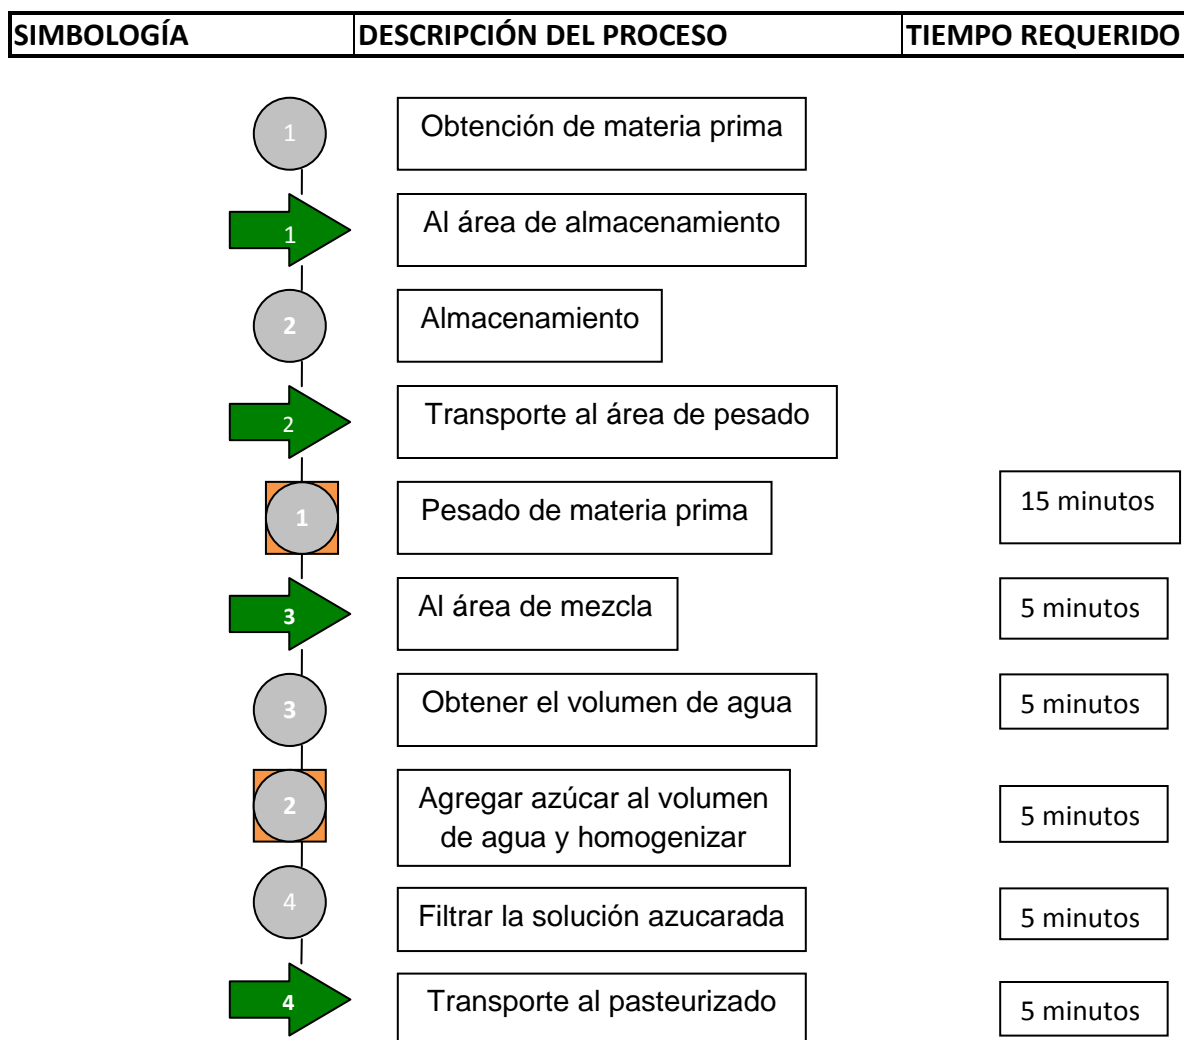 SIMBOLOGÍA DESCRIPCIÓN DEL PROCESO TIEMPO REQUERIDO
1 Obtención de materia prima
1 Al área de almacenamiento
2 Almacenamiento
2 Transporte al área de pesado
1 Pesado de materia prima 15 minutos
3 Al área de mezcla 5 minutos
3 Obtener el volumen de agua 5 minutos
2 Agregar azúcar al volumen
de agua y homogenizar 5 minutos
4 Filtrar la solución azucarada 5 minutos
4 Transporte al pasteurizado 5 minutos